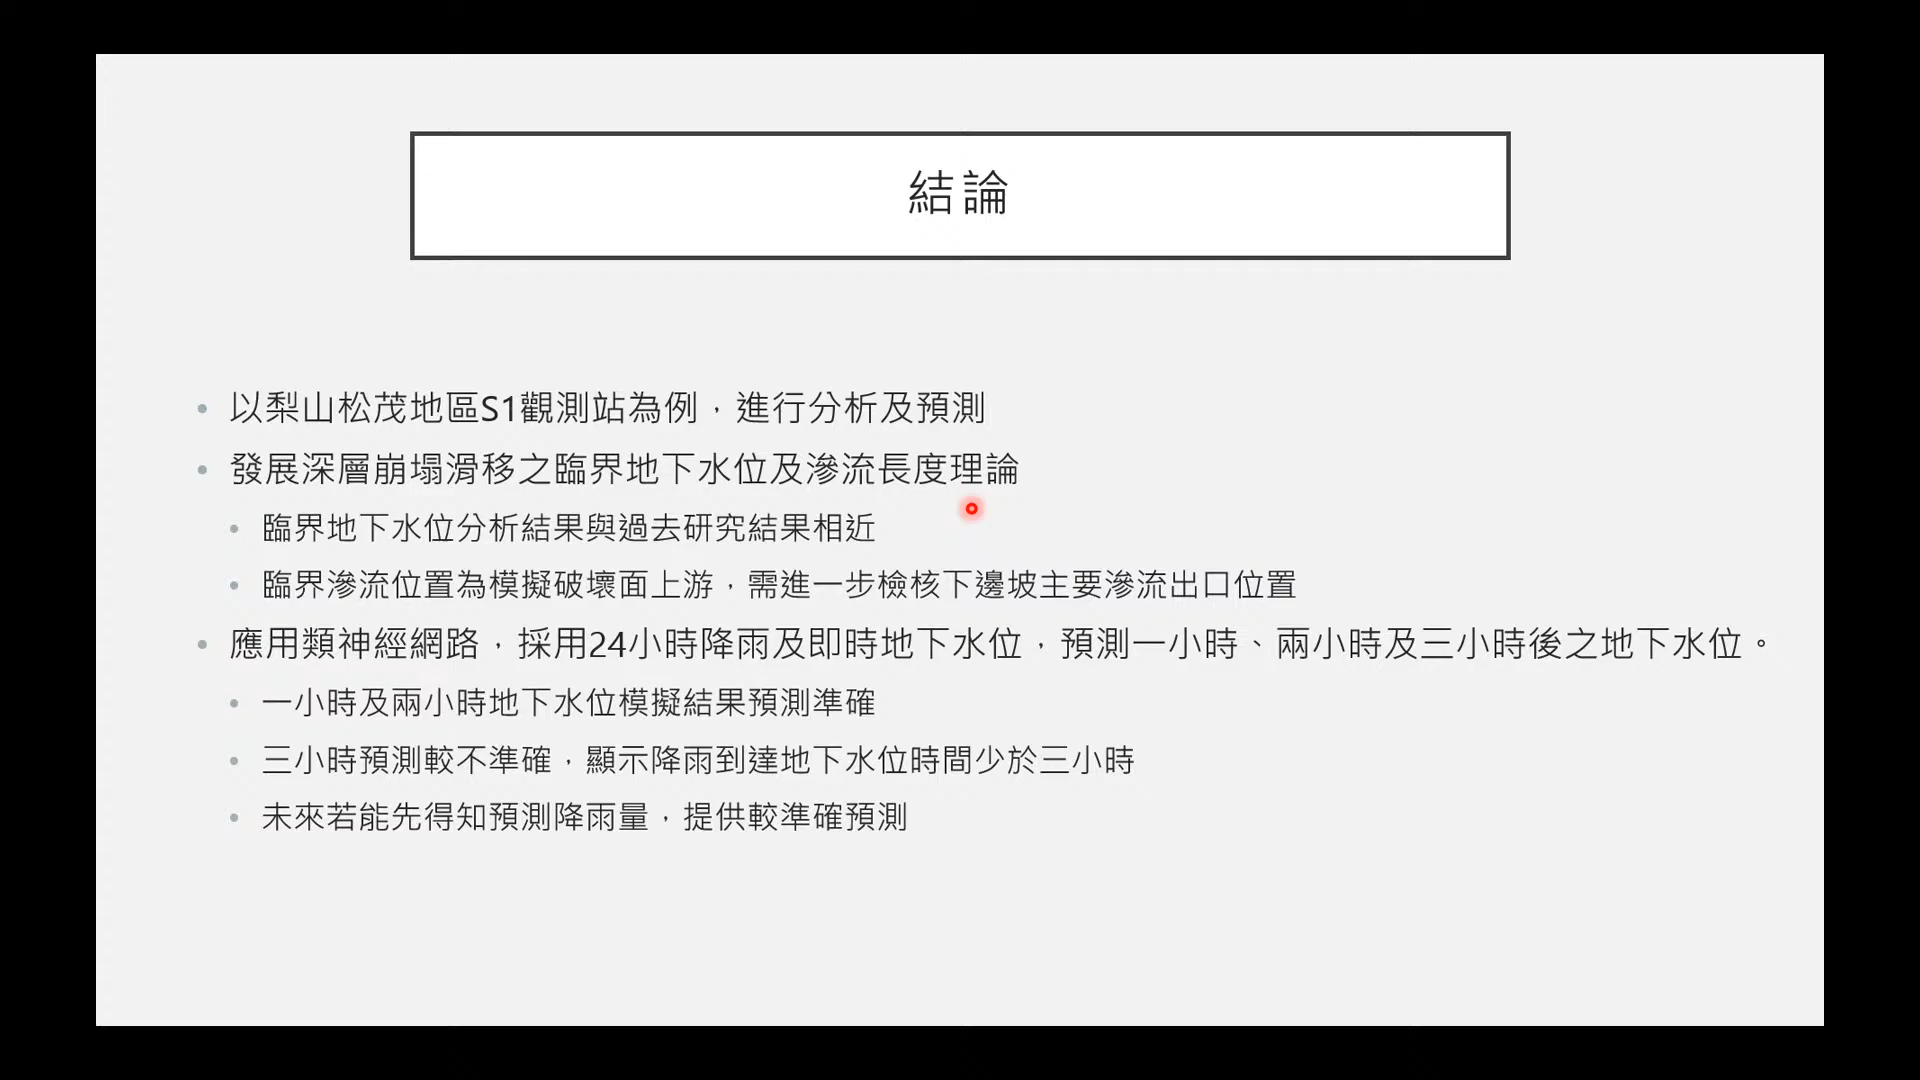 結論
以梨山松茂地區S1觀測站為例，進行分析及預測
發展深層崩塌滑移之臨界地下水位及滲流長度理論
臨界地下水位分析結果與過去研究結果相近
臨界滲流位置為模擬破壞面上游，需進一步檢核下邊坡主要滲流出口位置
應用類神經網路，採用24小時降雨及即時地下水位，預測一小時、兩小時及三小時後之地下水位。
一小時及兩小時地下水位模擬結果預測準確
三小時預測較不準確，顯示降雨到達地下水位時間少於三小時
未來若能先得知預測降雨量，提供較準確預測